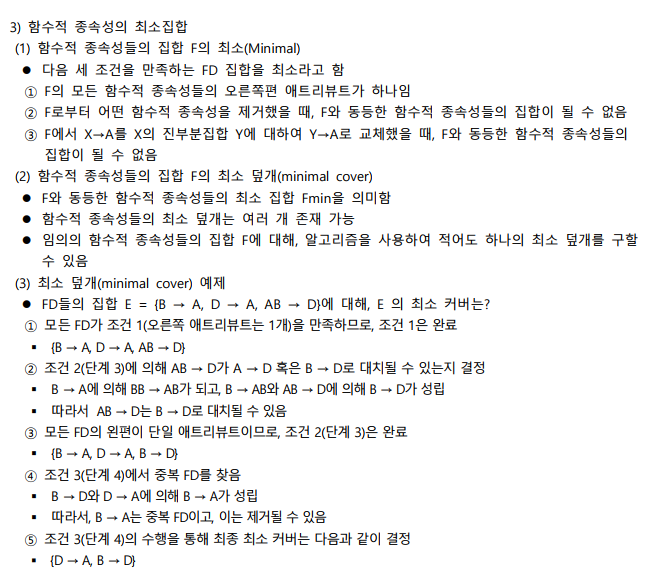 3) 함수적 종속성의 최소집합
(1) 함수적 종속성들의 집합 F의 최소(Minimal)
● 다음 세 조건을 만족하는 FD 집합을 최소라고 함
① F의 모든 함수적 종속성들의 오른쪽편 애트리뷰트가 하나임
② F로부터 어떤 함수적 종속성을 제거했을 때, F와 동등한 함수적 종속성들의 집합이 될 수 없음
③ F에서 X→A를 X의 진부분집합 Y에 대하여 Y→A로 교체했을 때, F와 동등한 함수적 종속성들의
집합이 될 수 없음
(2) 함수적 종속성들의 집합 F의 최소 덮개(minimal cover)
● F와 동등한 함수적 종속성들의 최소 집합 Fmin을 의미함
● 함수적 종속성들의 최소 덮개는 여러 개 존재 가능
● 임의의 함수적 종속성들의 집합 F에 대해, 알고리즘을 사용하여 적어도 하나의 최소 덮개를 구할
수 있음
(3) 최소 덮개(minimal cover) 예제
● FD들의 집합 E = {B → A, D → A, AB → D}에 대해, E 의 최소 커버는?
① 모든 FD가 조건 1(오른쪽 애트리뷰트는 1개)을 만족하므로, 조건 1은 완료
▪ {B → A, D → A, AB → D}
② 조건 2(단계 3)에 의해 AB → D가 A → D 혹은 B → D로 대치될 수 있는지 결정
▪ B → A에 의해 BB → AB가 되고, B → AB와 AB → D에 의해 B → D가 성립
▪ 따라서 AB → D는 B → D로 대치될 수 있음
③ 모든 FD의 왼편이 단일 애트리뷰트이므로, 조건 2(단계 3)은 완료
▪ {B → A, D → A, B → D}
④ 조건 3(단계 4)에서 중복 FD를 찾음
▪ B → D와 D → A에 의해 B → A가 성립
▪ 따라서, B → A는 중복 FD이고, 이는 제거될 수 있음
⑤ 조건 3(단계 4)의 수행을 통해 최종 최소 커버는 다음과 같이 결정
▪ {D → A, B → D}